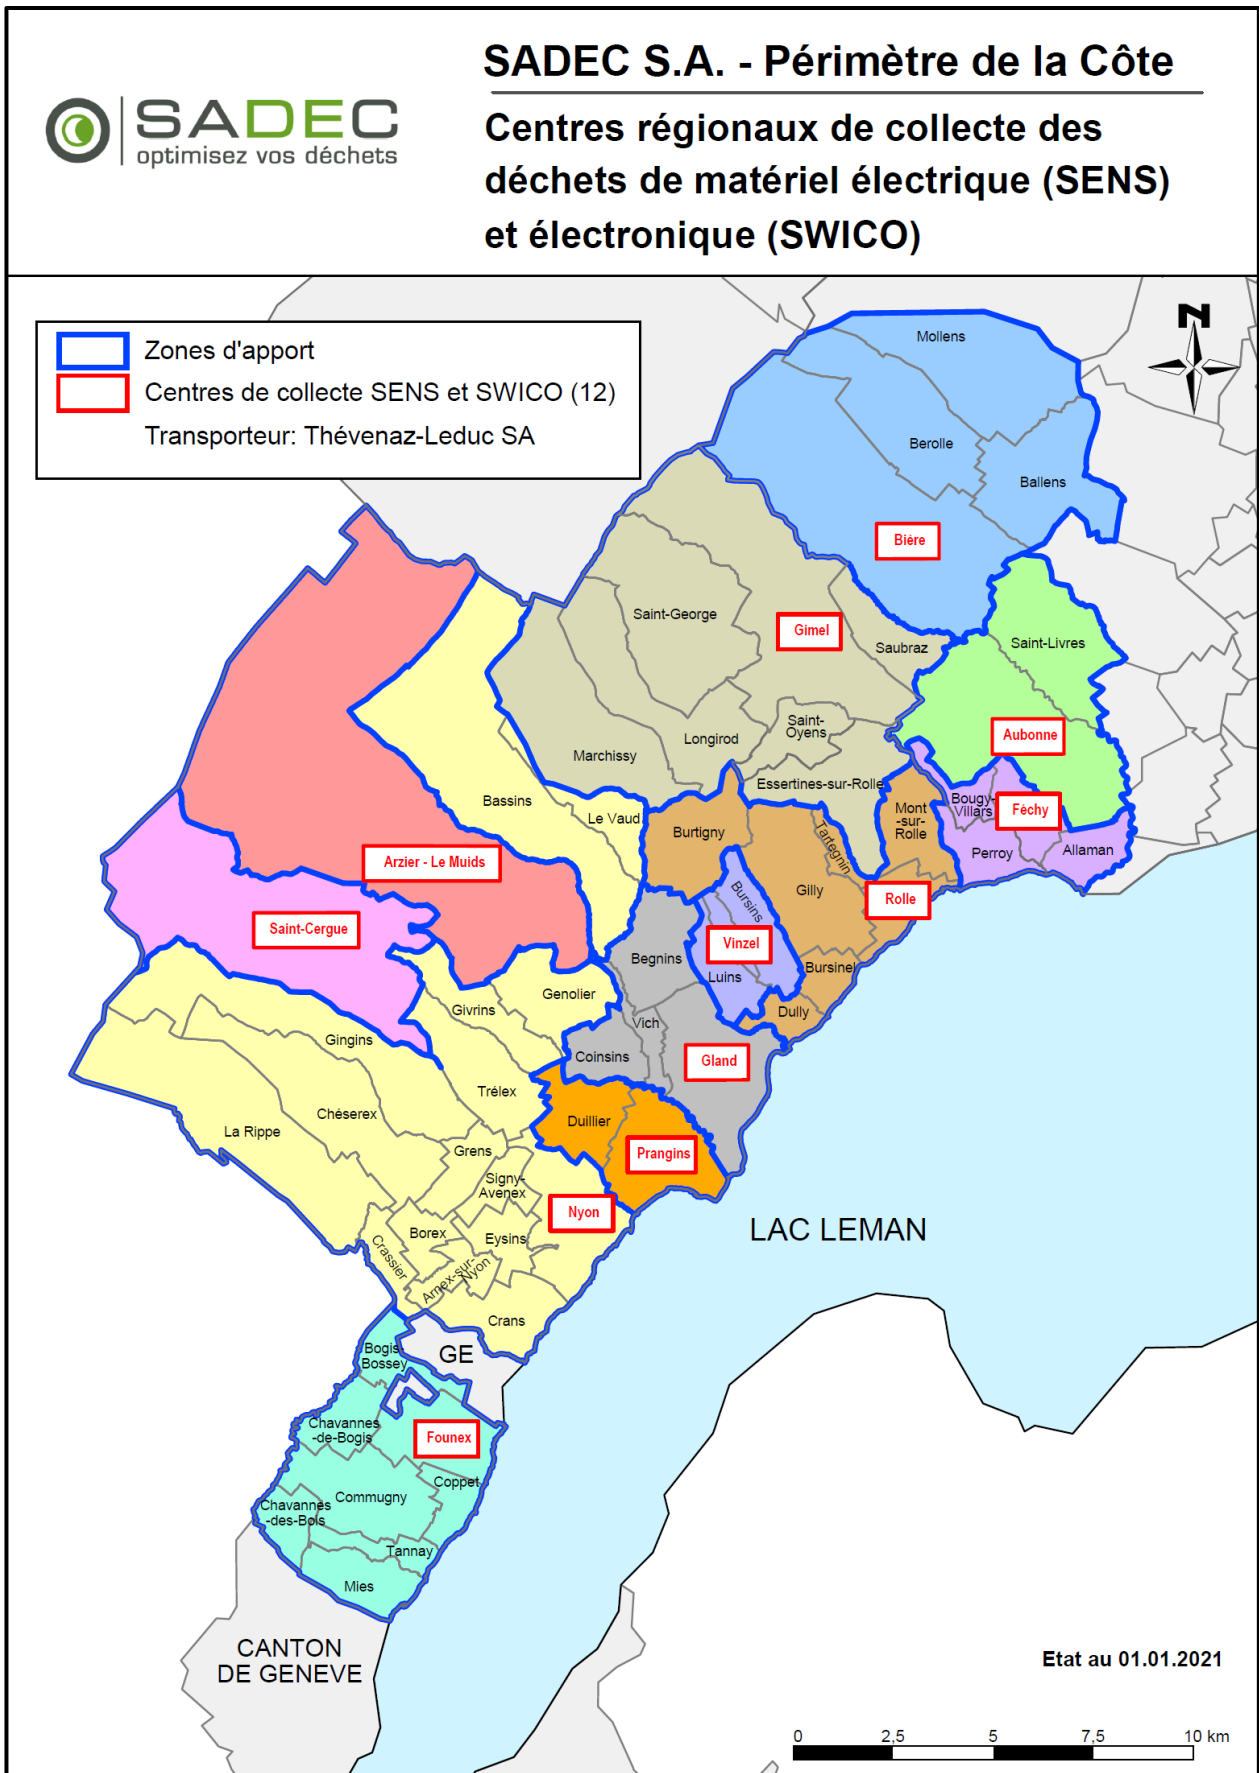 SADEC
optimisez vos déchets
SADEC S.A. - Périmètre de la Côte
Centres régionaux de collecte des
déchets de matériel électrique (SENS)
et électronique (SWICO)
Zones d'apport
Centres de collecte SENS et SWICO (12)
Transporteur: Thévenaz-Leduc SA
N
Mollens
Berolle
Ballens
Bière
Saint-George
Gimel
Saubraz
Saint-Livres
Saint-
Oyens
Aubonne
Longirod
Marchissy
Essertines-sur-Rolle
Bassins
Le Vaud
Burtigny
Tartegnin
Mont
-sur-
Rolle
Bougy-
Villars
Féchy
Perroy
Allaman
Arzier - Le Muids
Gilly
Rolle
Bursins
Saint-Cergue
Vinzel
Begnins
Luins
Bursinel
Genolier
Givrins
Dully
Vich
Gingins
Coinsins
Gland
Trélex
Chéserex
Duillier
La Rippe
Grens
Prangins
Signy-
Avenex
Nyon
Borex
Eysins
Crassier
Arnex-sur-
Nyon
LAC LEMAN
Crans
Bogis-
Bossey
GE
Chavannes
-de-Bogis
Founex
Coppet
Commugny
Chavannes
-des-Bois
Tannay
Mies
CANTON
DE GENEVE
Etat au 01.01.2021
0 2,5 5 7,5 10 km